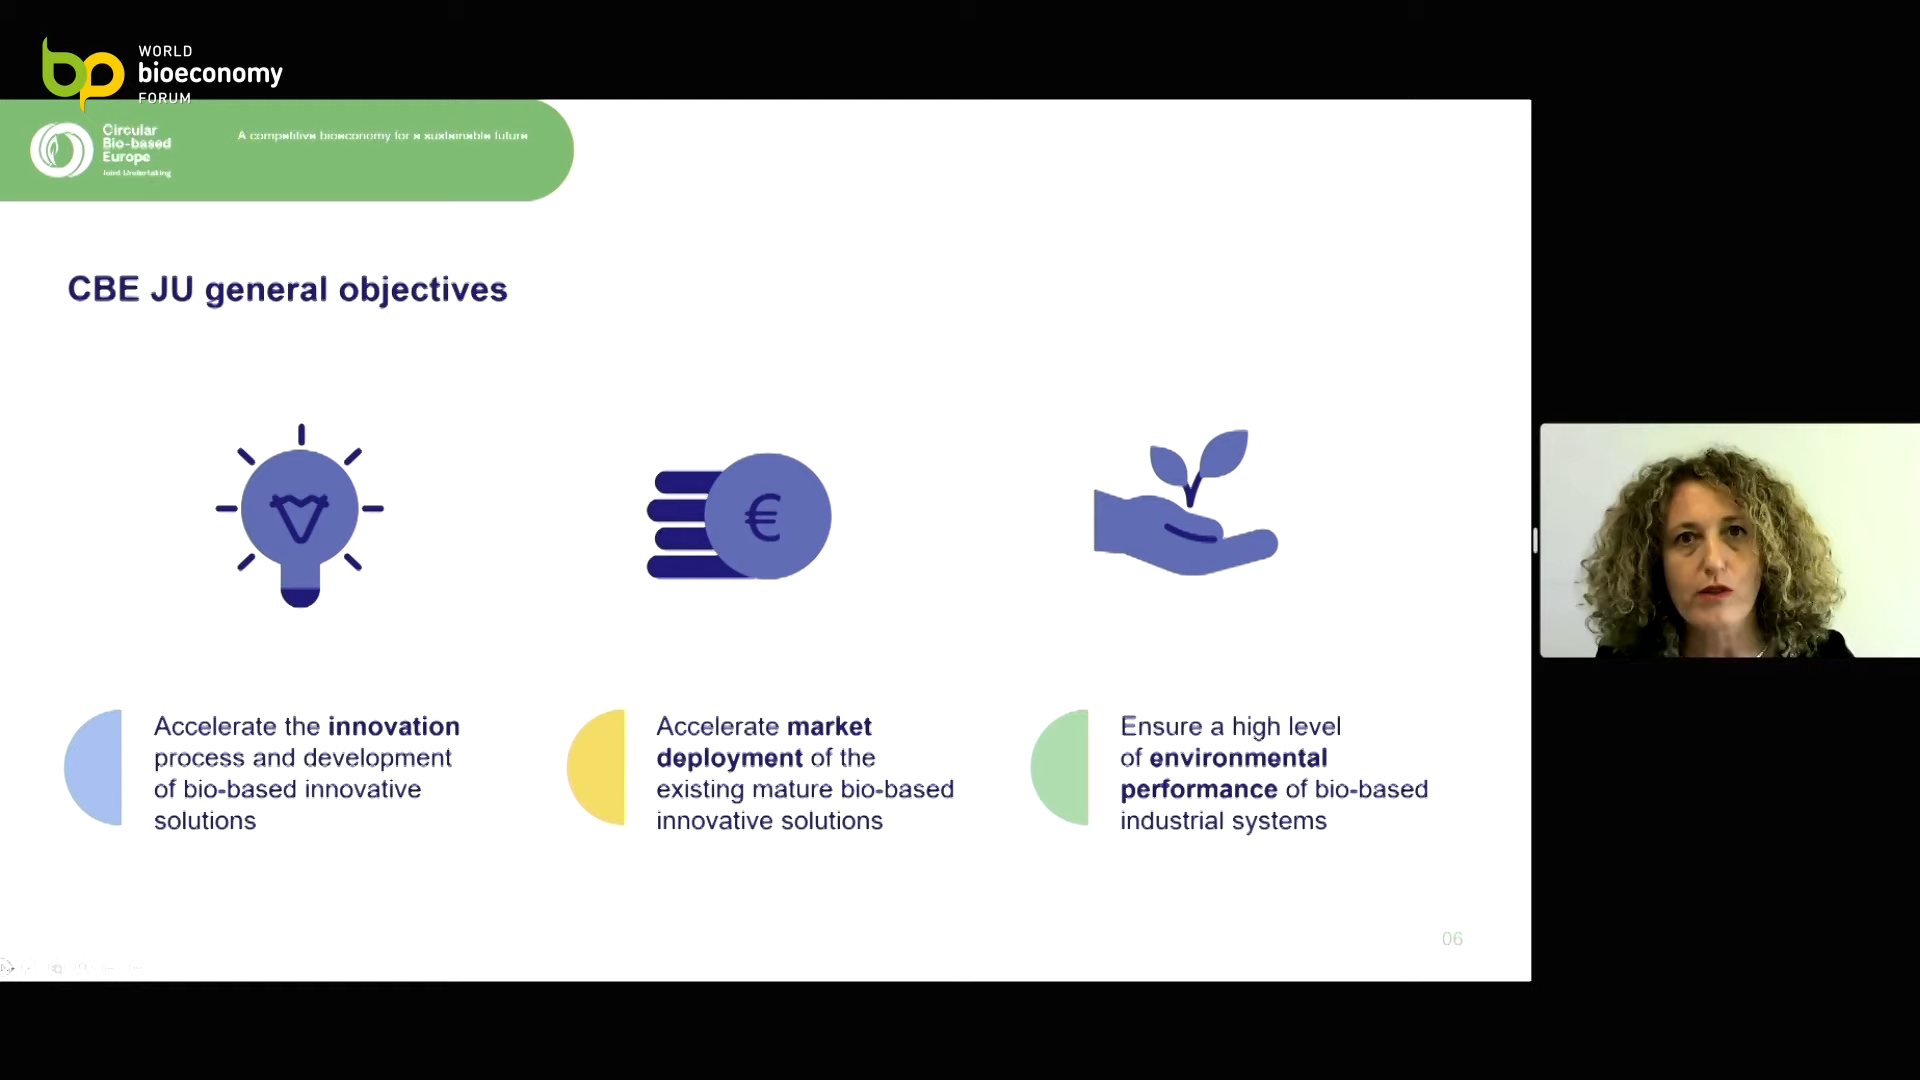 WORLD
bioeconomy
FORUM
Circular
Bio-based
Europe
Joint Undertaking
A competitive bioeconomy for a sustainable future
CBE JU general objectives
€
Accelerate the innovation
process and development
of bio-based innovative
solutions
Accelerate market
deployment of the
existing mature bio-based
innovative solutions
Ensure a high level
of environmental
performance of bio-based
industrial systems
06